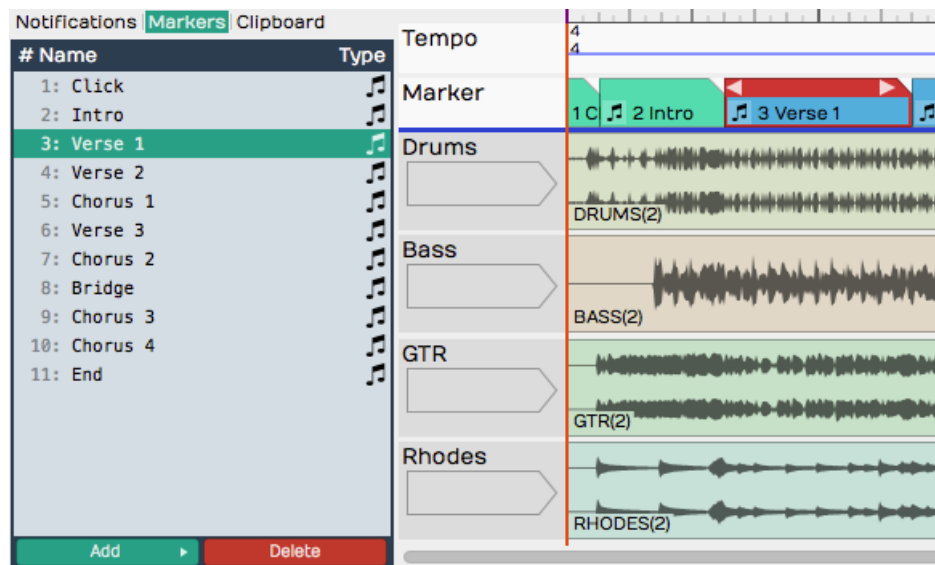 Notifications Markers Clipboard
# Name Type
1: Click
2: Intro
3: Verse 1
4: Verse 2
5: Chorus 1
6: Verse 3
7: Chorus 2
8: Bridge
9: Chorus 3
10: Chorus 4
11: End
Add Delete
Tempo
4
4
Marker
1 C 2 Intro 3 Verse 1
Drums
DRUMS(2)
Bass
BASS(2)
GTR
GTR(2)
Rhodes
RHODES(2)